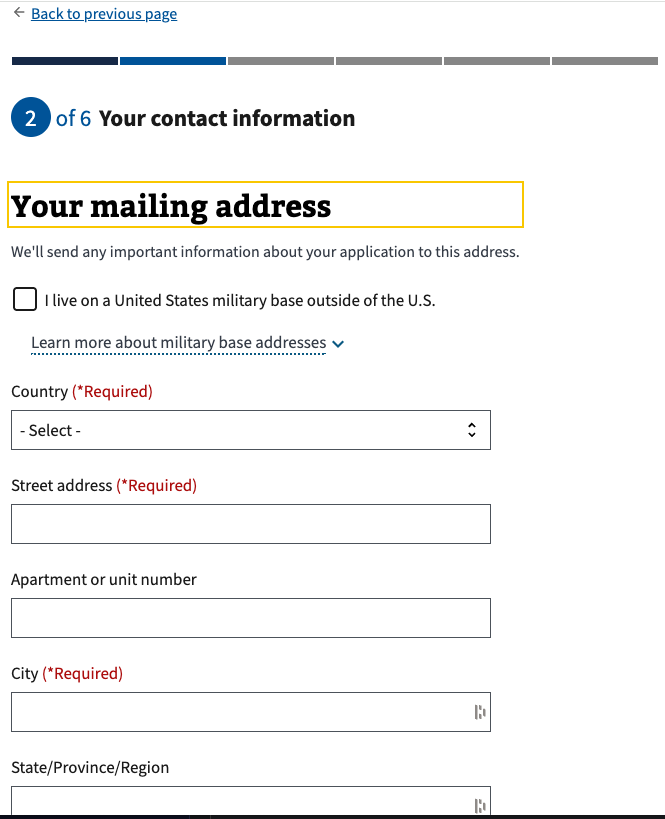 Back to previous page
2 of 6 Your contact information
Your mailing address
We'll send any important information about your application to this address.
I live on a United States military base outside of the U.S.
Learn more about military base addresses
Country (*Required)
- Select -
Street address (*Required)
Apartment or unit number
City (*Required)
State/Province/Region